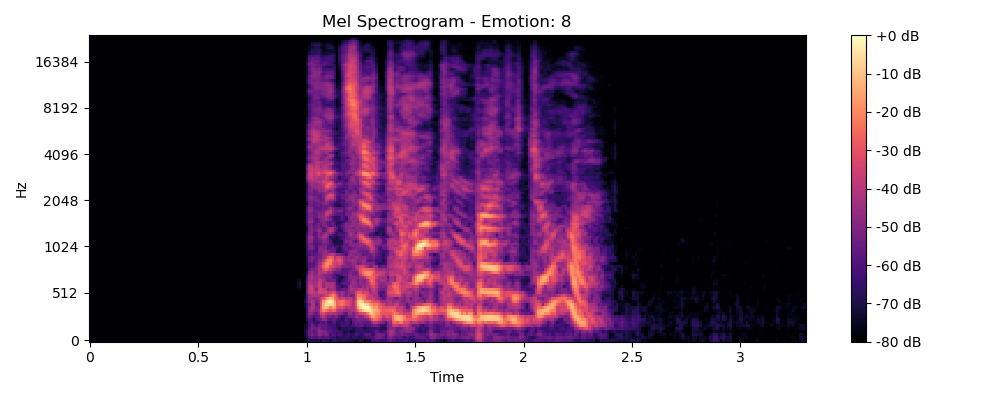 Mel Spectrogram - Emotion: 8
Hz
16384
8192
4096
2048
1024
512
0
0 0.5 1 1.5 2 2.5 3
Time
+0 dB
-10 dB
-20 dB
-30 dB
-40 dB
-50 dB
-60 dB
-70 dB
-80 dB